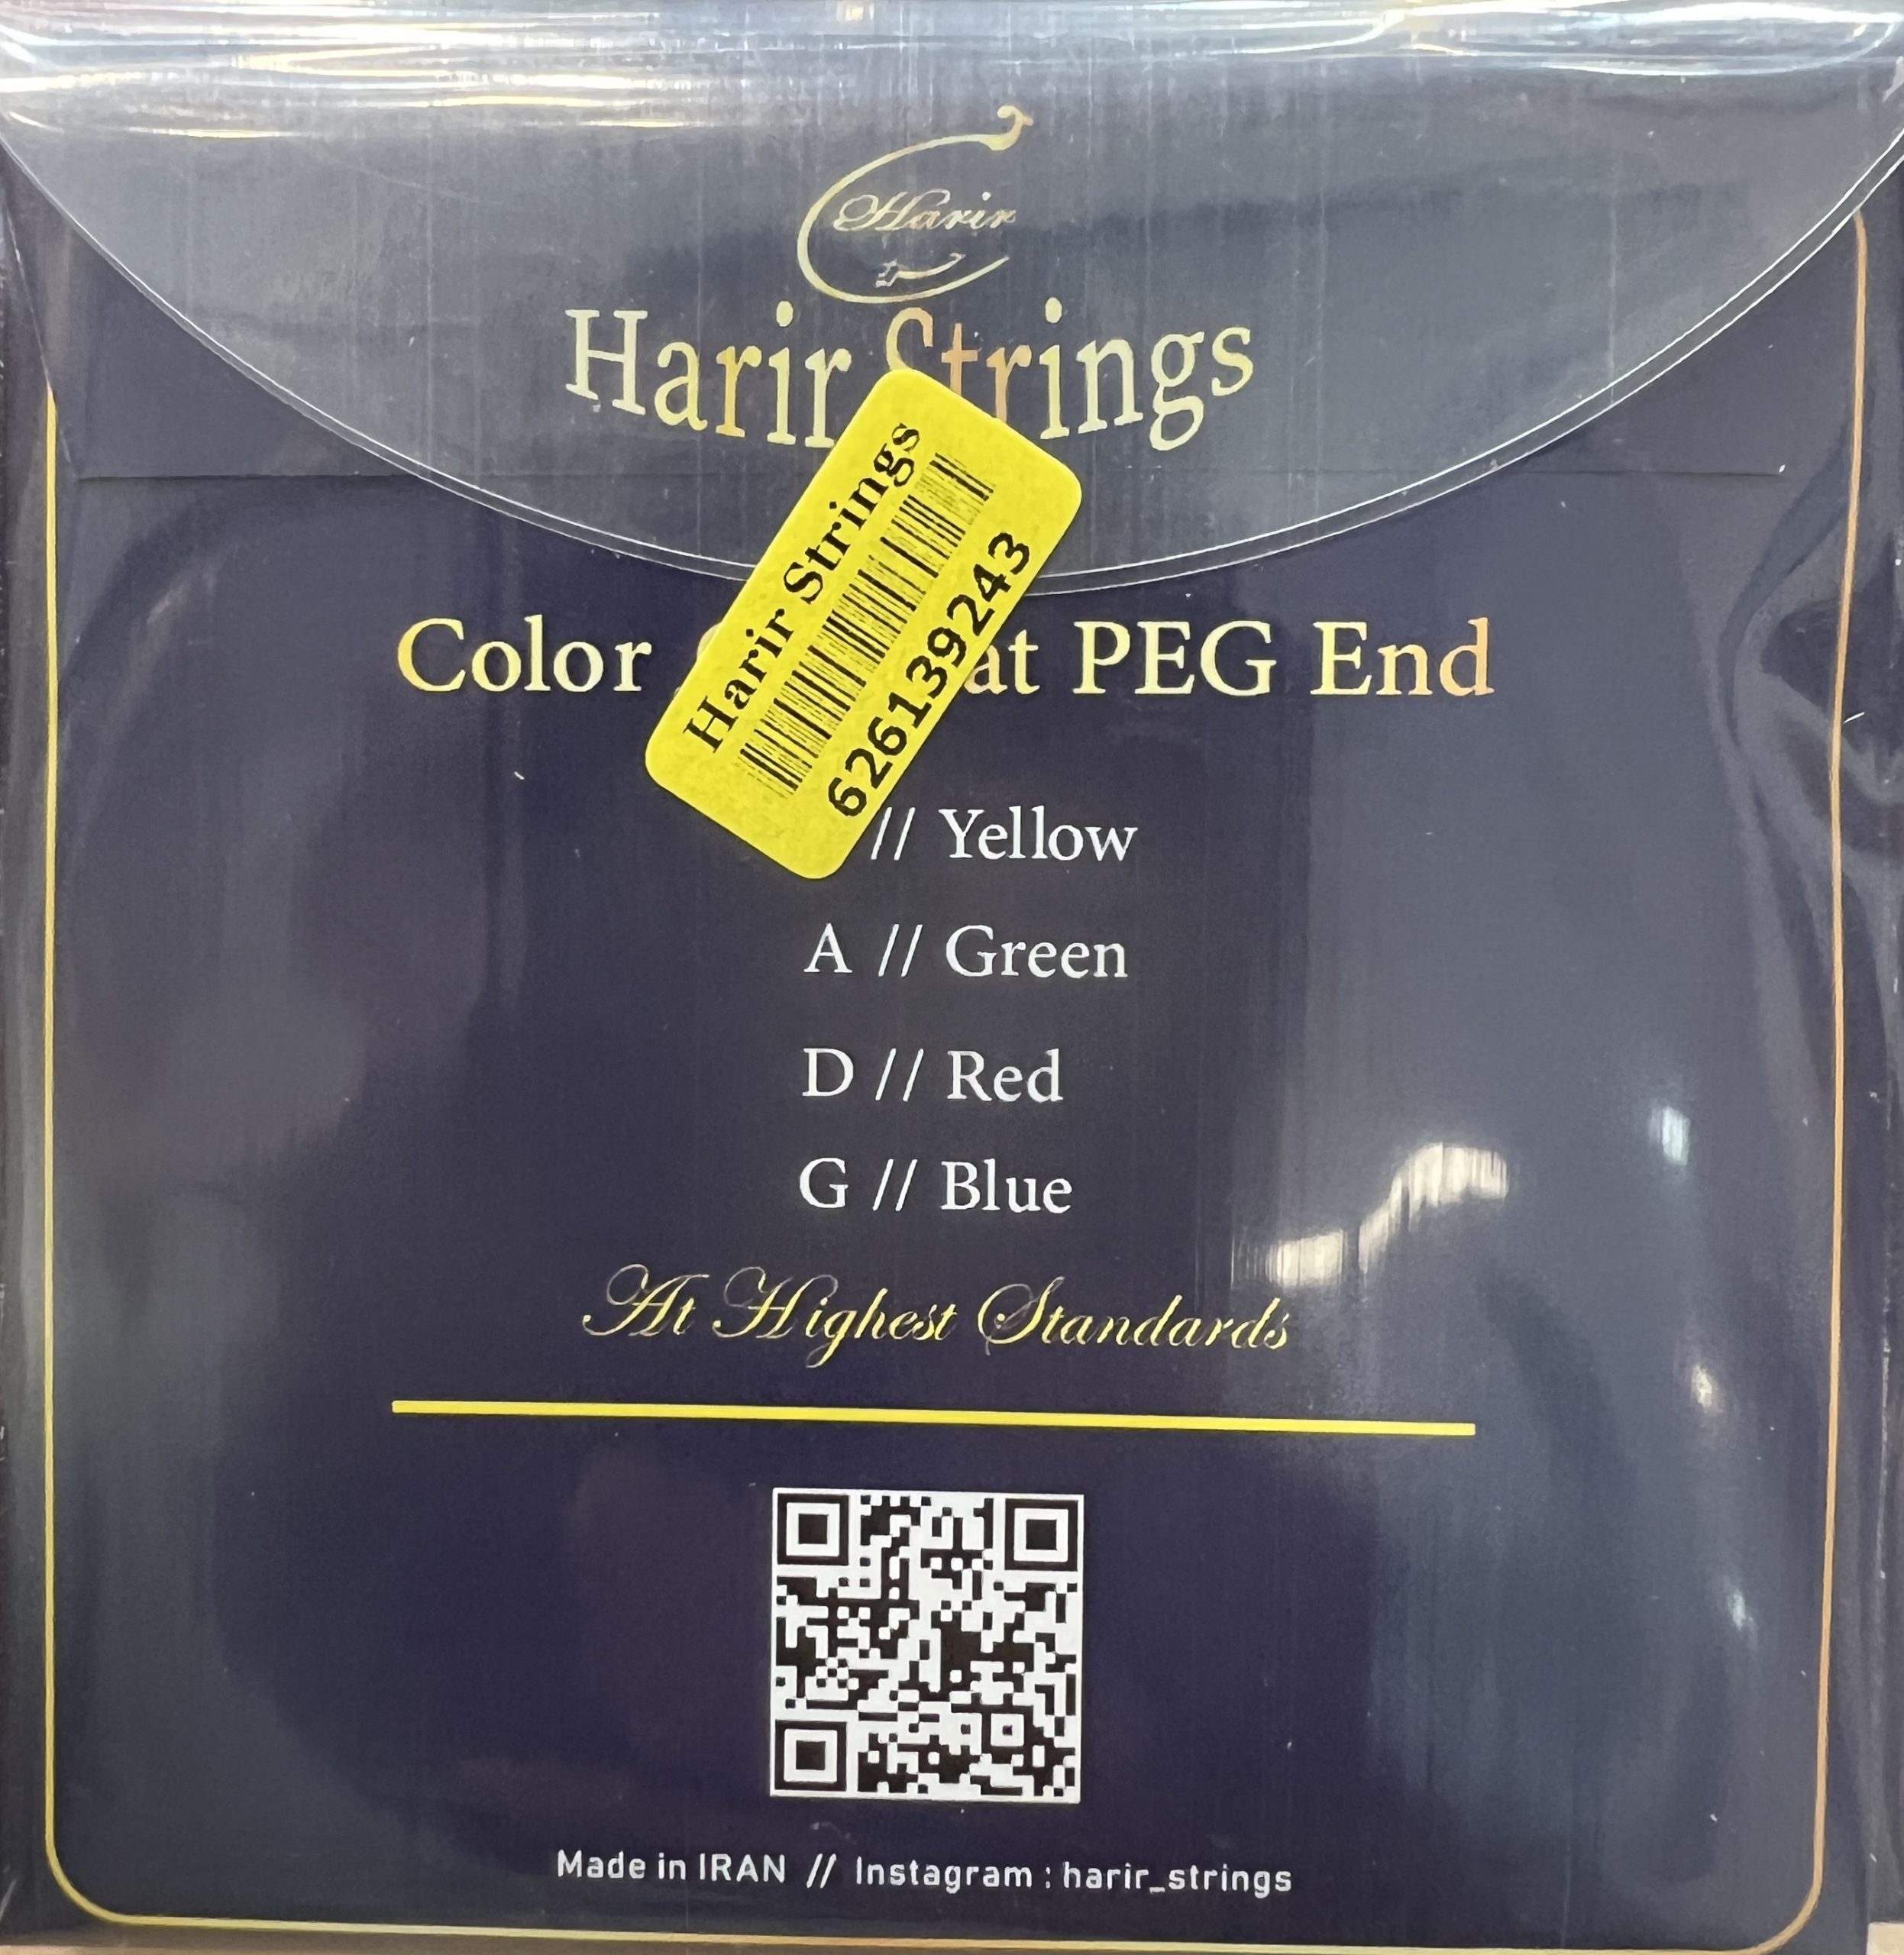 Harir
Harir Strings
Harir Strings
626139243
Color at PEG End
// Yellow
A // Green
D // Red
G // Blue
At Highest Standards
Made in IRAN // Instagram : harir_strings